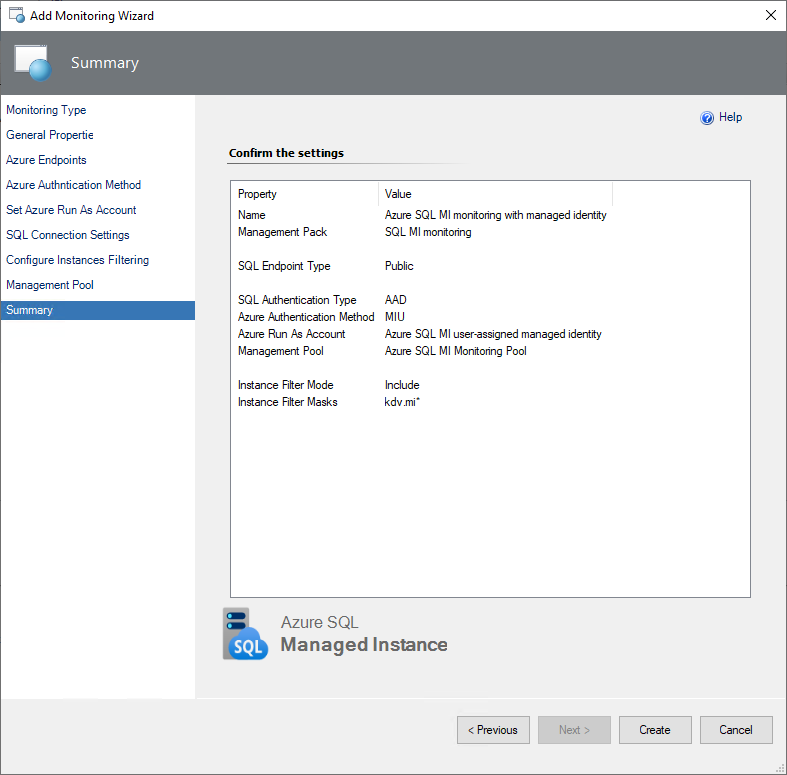 Add Monitoring Wizard
Summary
Monitoring Type
General Propertie
Azure Endpoints
Azure Authntication Method
Set Azure Run As Account
SQL Connection Settings
Configure Instances Filtering
Management Pool
Summary
Help
Confirm the settings
Property Value
Name Azure SQL MI monitoring with managed identity
Management Pack SQL MI monitoring
SQL Endpoint Type Public
SQL Authentication Type AAD
Azure Authentication Method MIU
Azure Run As Account Azure SQL MI user-assigned managed identity
Management Pool Azure SQL MI Monitoring Pool
Instance Filter Mode Include
Instance Filter Masks kdv.mi*
SQL
Azure SQL
Managed Instance
< Previous Next > Create Cancel